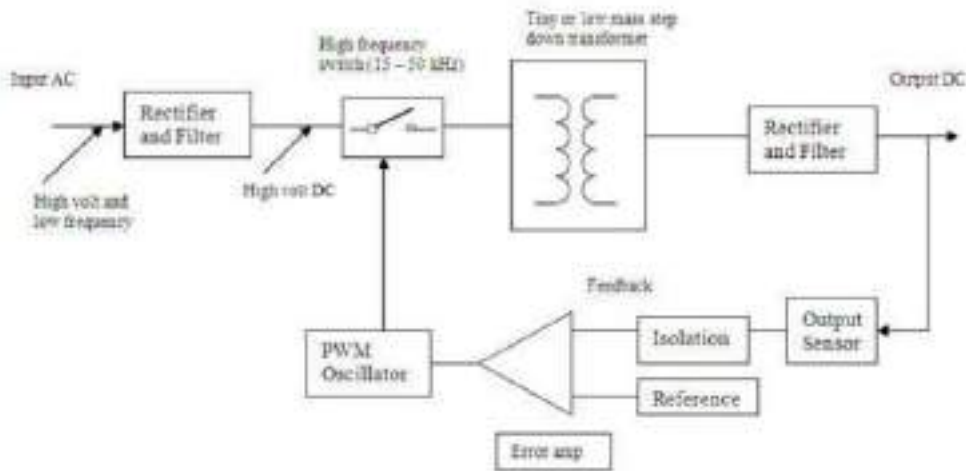 Tiny or low mass step
down transformer
High frequency
switch (15 – 50 kHz)
Input AC
Output DC
Rectifier
and Filter
Rectifier
and Filter
High volt DC
High volt and
low frequency
Feedback
PWM
Oscillator
Isolation
Output
Sensor
Reference
Error amp